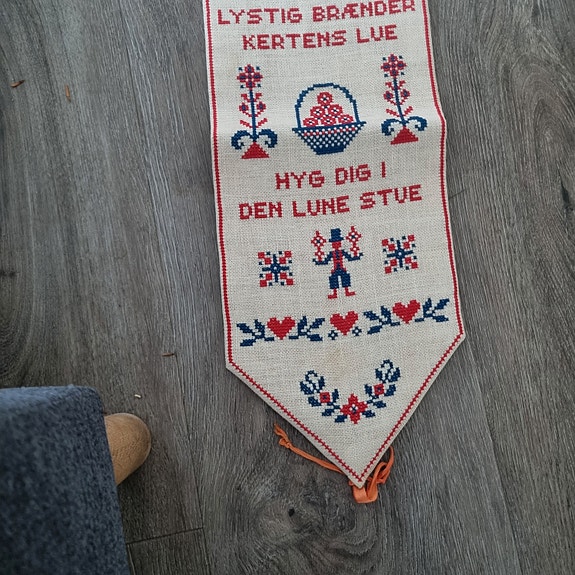 LYSTIG BRÆNDER
KERTENS LUE
HYG DIG I
DEN LUNE STUE